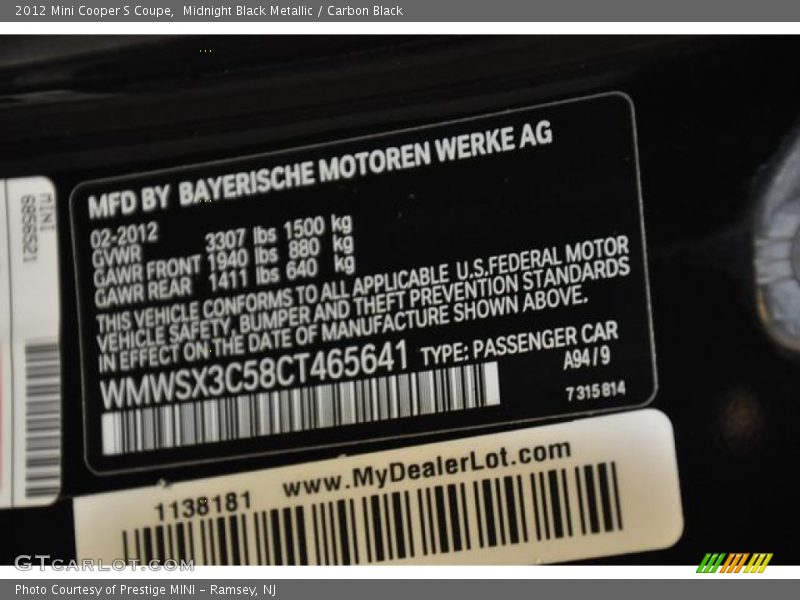 2012 Mini Cooper S Coupe,  Midnight Black Metallic / Carbon Black
MFD BY BAYERISCHE MOTOREN WERKE AG
02-2012
GVWR 3307 lbs 1500 kg
GAWR FRONT 1940 lbs 880 kg
GAWR REAR 1411 lbs 640 kg
THIS VEHICLE CONFORMS TO ALL APPLICABLE U.S.FEDERAL MOTOR
VEHICLE SAFETY, BUMPER AND THEFT PREVENTION STANDARDS
IN EFFECT ON THE DATE OF MANUFACTURE SHOWN ABOVE.
WMWSX3C58CT465641 TYPE: PASSENGER CAR
A94 / 9
7 315 814
MINI
6856521
1138181 www.MyDealerLot.com
GTCARLOT.COM
Photo Courtesy of Prestige MINI - Ramsey, NJ